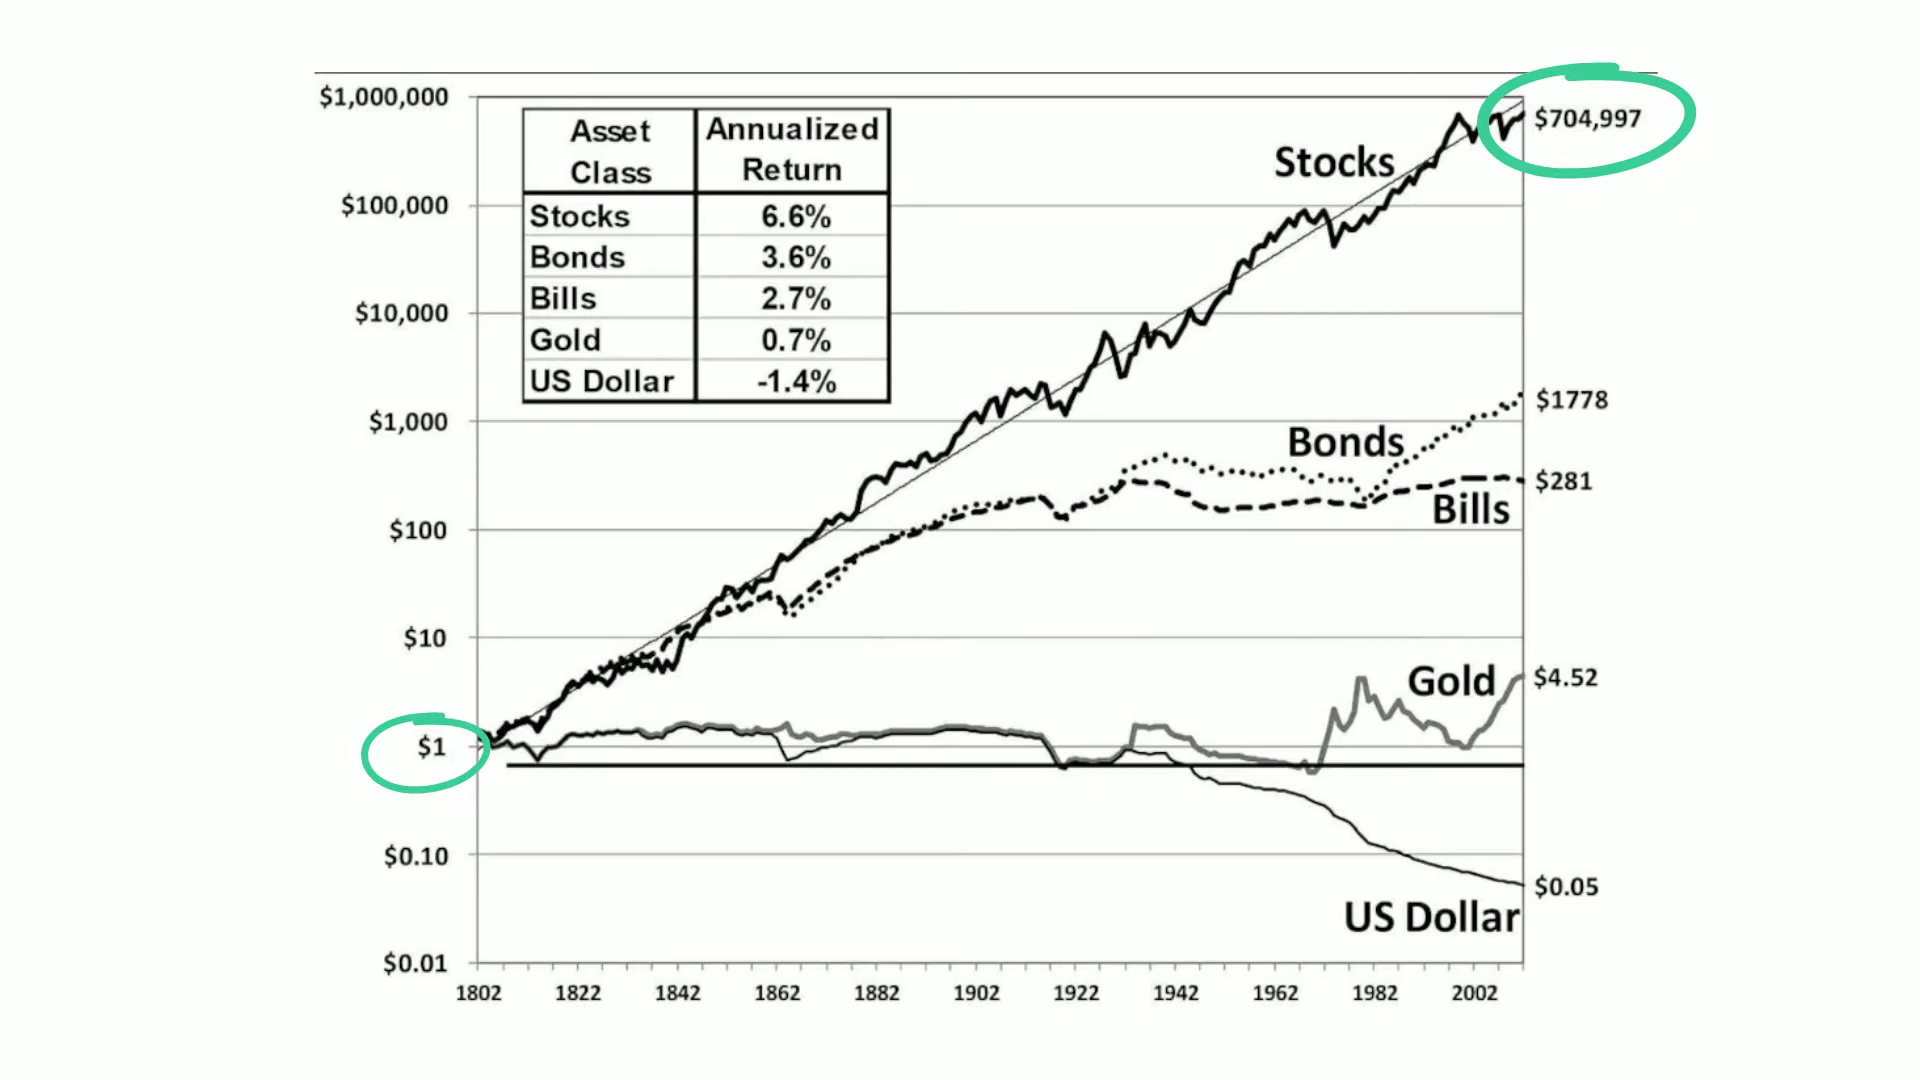 $1,000,000
$100,000
$10,000
$1,000
$100
$10
$1
$0.10
$0.01
Asset Class Annualized Return
Stocks 6.6%
Bonds 3.6%
Bills 2.7%
Gold 0.7%
US Dollar -1.4%
Stocks
$704,997
Bonds
$1778
Bills
$281
Gold
$4.52
US Dollar
$0.05
1802 1822 1842 1862 1882 1902 1922 1942 1962 1982 2002